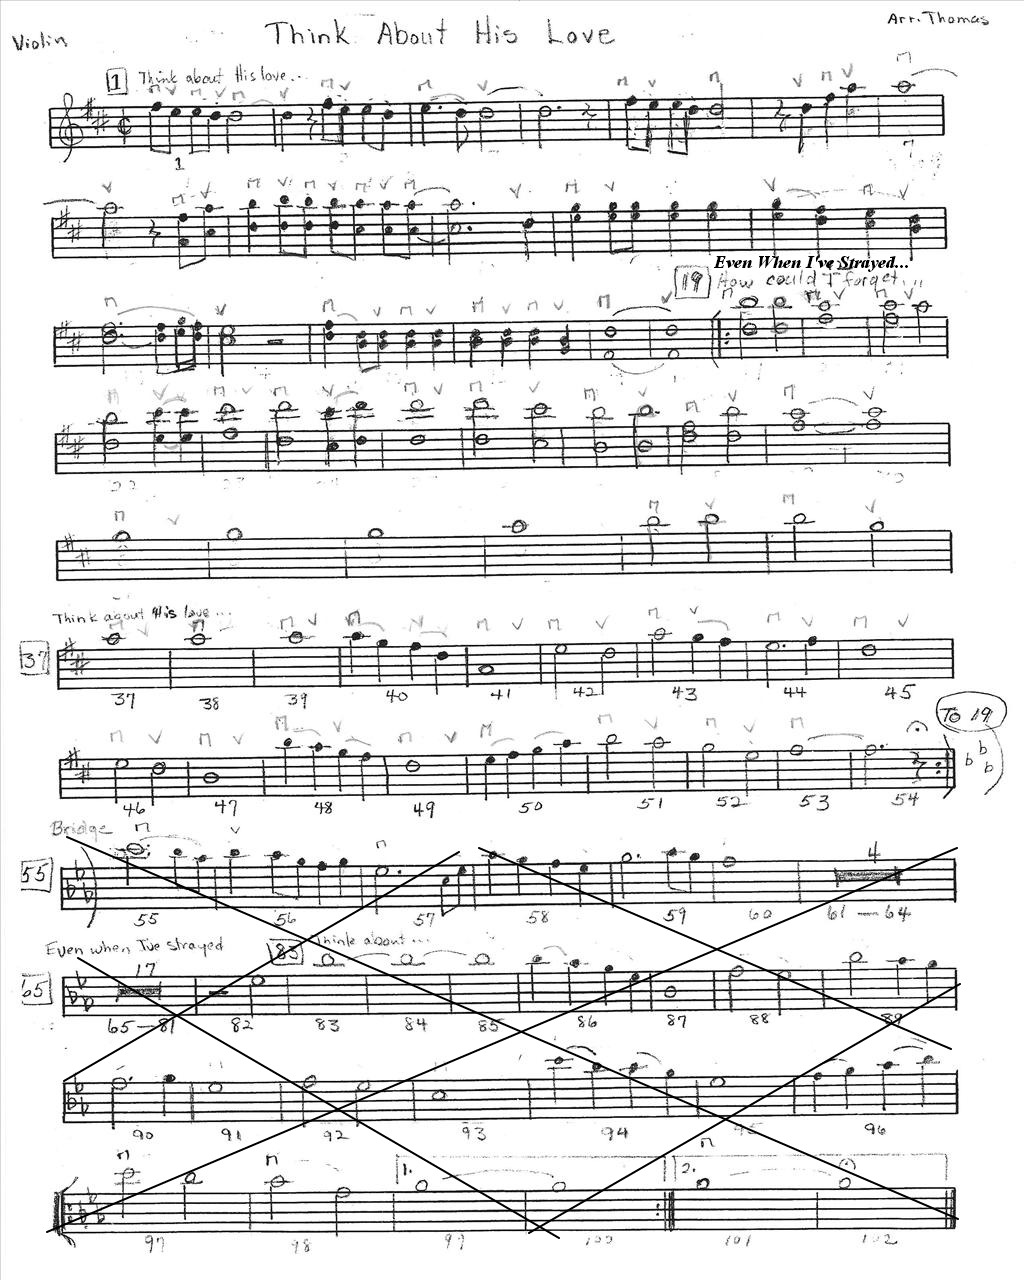 Think About His Love
Arr. Thomas
Violin
1 Think about His love...
1
Even When I've Strayed...
19 How could I forget...
Think about His love...
37
37 38 39 40 41 42 43 44 45
To 19
46 47 48 49 50 51 52 53 54
Bridge
55
4
55 56 57 58 59 60 61 — 64
Even when I've strayed
83 Think about...
65
17
65 — 81 82 83 84 85 86 87 88 89
90 91 92 93 94 95 96
1. 2.
97 98 99 100 101 102